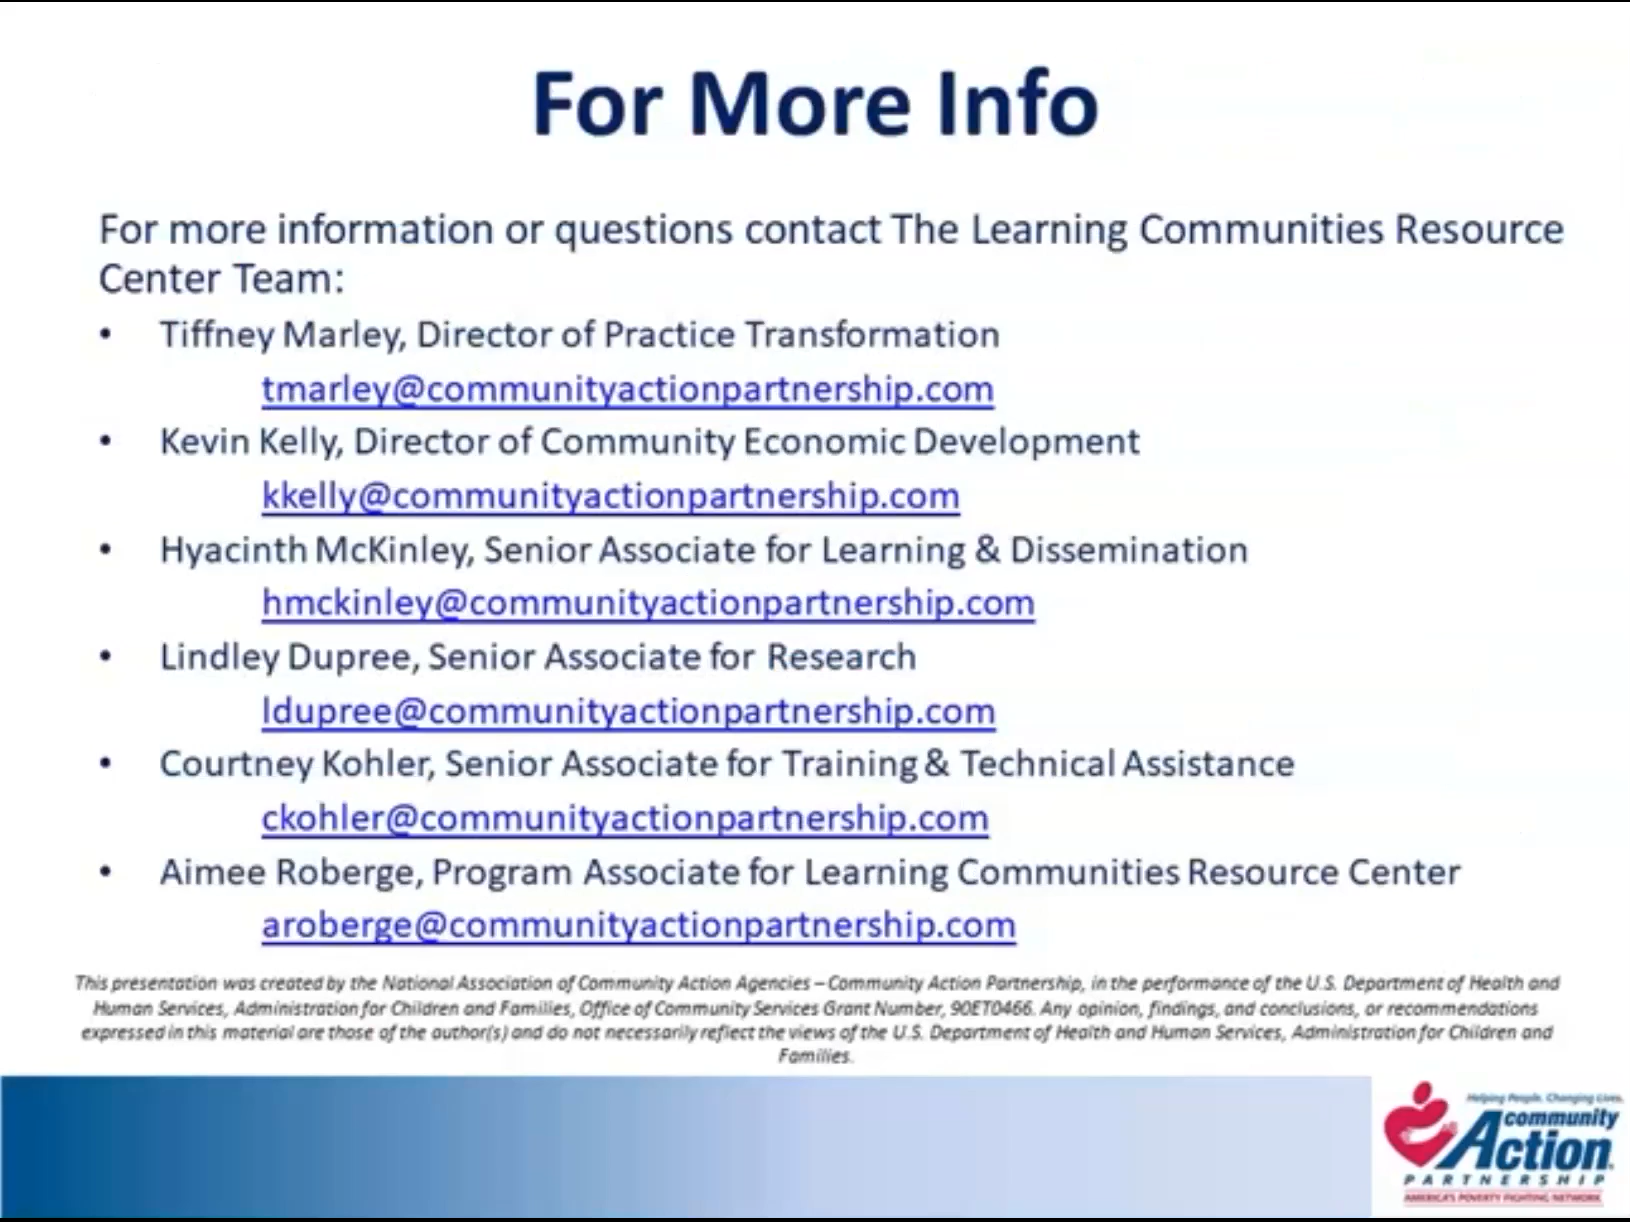 For More Info
For more information or questions contact The Learning Communities Resource
Center Team:
• Tiffney Marley, Director of Practice Transformation
tmarley@communityactionpartnership.com
• Kevin Kelly, Director of Community Economic Development
kkelly@communityactionpartnership.com
• Hyacinth McKinley, Senior Associate for Learning & Dissemination
hmckinley@communityactionpartnership.com
• Lindley Dupree, Senior Associate for Research
ldupree@communityactionpartnership.com
• Courtney Kohler, Senior Associate for Training & Technical Assistance
ckohler@communityactionpartnership.com
• Aimee Roberge, Program Associate for Learning Communities Resource Center
aroberge@communityactionpartnership.com
This presentation was created by the National Association of Community Action Agencies – Community Action Partnership, in the performance of the U.S. Department of Health and
Human Services, Administration for Children and Families, Office of Community Services Grant Number, 90ET0466. Any opinion, findings, and conclusions, or recommendations
expressed in this material are those of the author(s) and do not necessarily reflect the views of the U.S. Department of Health and Human Services, Administration for Children and
Families.
Helping People. Changing Lives.
community
Action
PARTNERSHIP
AMERICA'S POVERTY FIGHTING NETWORK